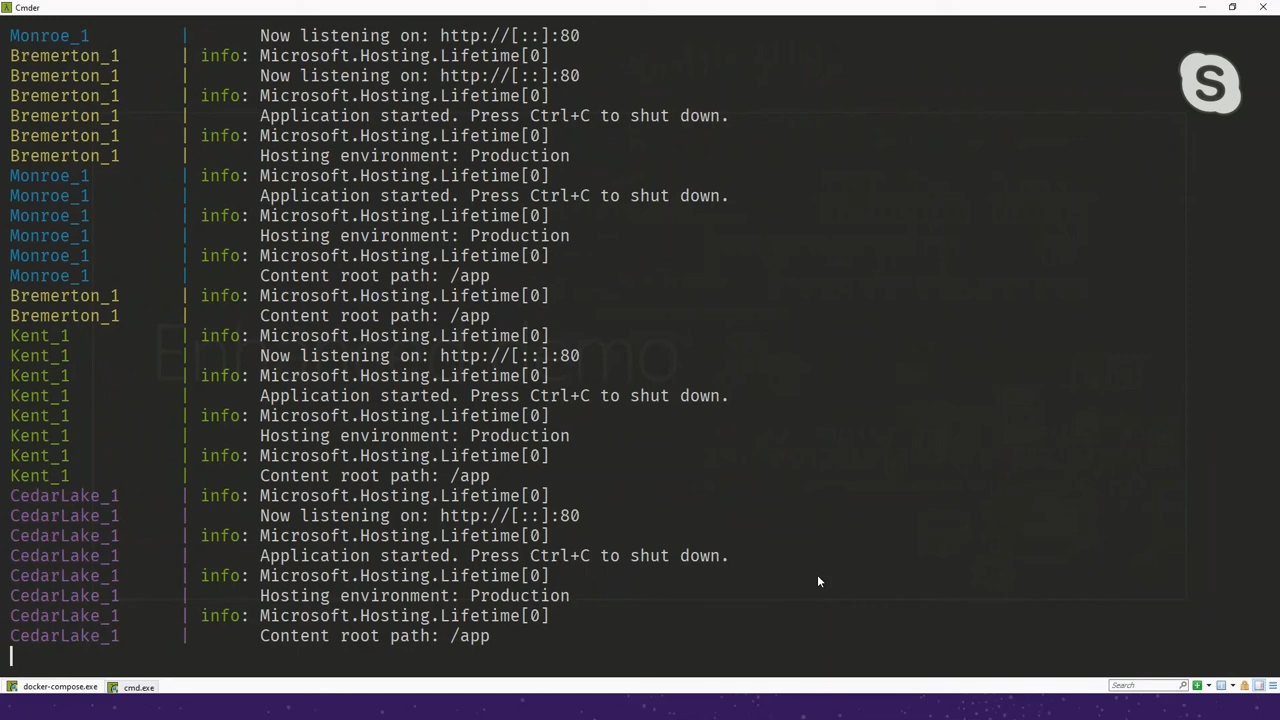 Cmder
Monroe_1 | Now listening on: http://[::]:80
Bremerton_1 | info: Microsoft.Hosting.Lifetime[0]
Bremerton_1 | Now listening on: http://[::]:80
Bremerton_1 | info: Microsoft.Hosting.Lifetime[0]
Bremerton_1 | Application started. Press Ctrl+C to shut down.
Bremerton_1 | info: Microsoft.Hosting.Lifetime[0]
Bremerton_1 | Hosting environment: Production
Monroe_1 | info: Microsoft.Hosting.Lifetime[0]
Monroe_1 | Application started. Press Ctrl+C to shut down.
Monroe_1 | info: Microsoft.Hosting.Lifetime[0]
Monroe_1 | Hosting environment: Production
Monroe_1 | info: Microsoft.Hosting.Lifetime[0]
Monroe_1 | Content root path: /app
Bremerton_1 | info: Microsoft.Hosting.Lifetime[0]
Bremerton_1 | Content root path: /app
Kent_1 | info: Microsoft.Hosting.Lifetime[0]
Kent_1 | Now listening on: http://[::]:80
Kent_1 | info: Microsoft.Hosting.Lifetime[0]
Kent_1 | Application started. Press Ctrl+C to shut down.
Kent_1 | info: Microsoft.Hosting.Lifetime[0]
Kent_1 | Hosting environment: Production
Kent_1 | info: Microsoft.Hosting.Lifetime[0]
Kent_1 | Content root path: /app
CedarLake_1 | info: Microsoft.Hosting.Lifetime[0]
CedarLake_1 | Now listening on: http://[::]:80
CedarLake_1 | info: Microsoft.Hosting.Lifetime[0]
CedarLake_1 | Application started. Press Ctrl+C to shut down.
CedarLake_1 | info: Microsoft.Hosting.Lifetime[0]
CedarLake_1 | Hosting environment: Production
CedarLake_1 | info: Microsoft.Hosting.Lifetime[0]
CedarLake_1 | Content root path: /app
S
docker-compose.exe cmd.exe Search